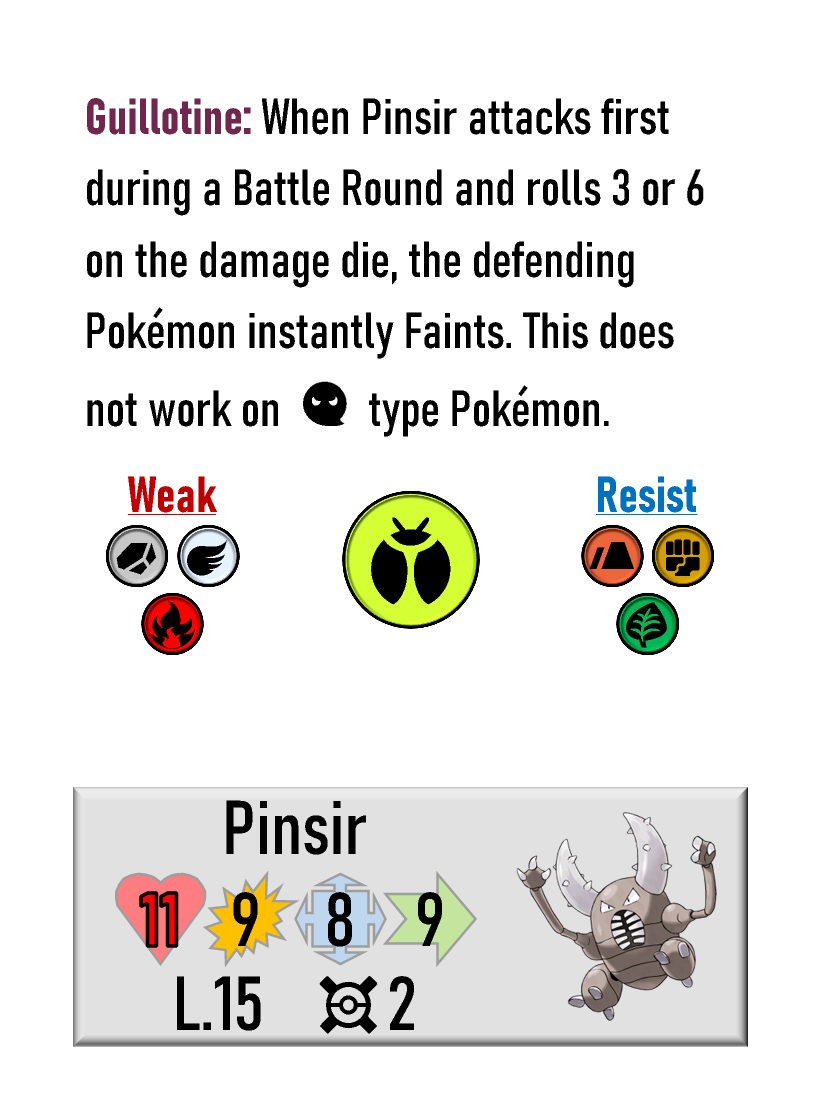 Guillotine: When Pinsir attacks first
during a Battle Round and rolls 3 or 6
on the damage die, the defending
Pokémon instantly Faints. This does
not work on type Pokémon.
Weak
Resist
Pinsir
11 9 8 9
L.15 2